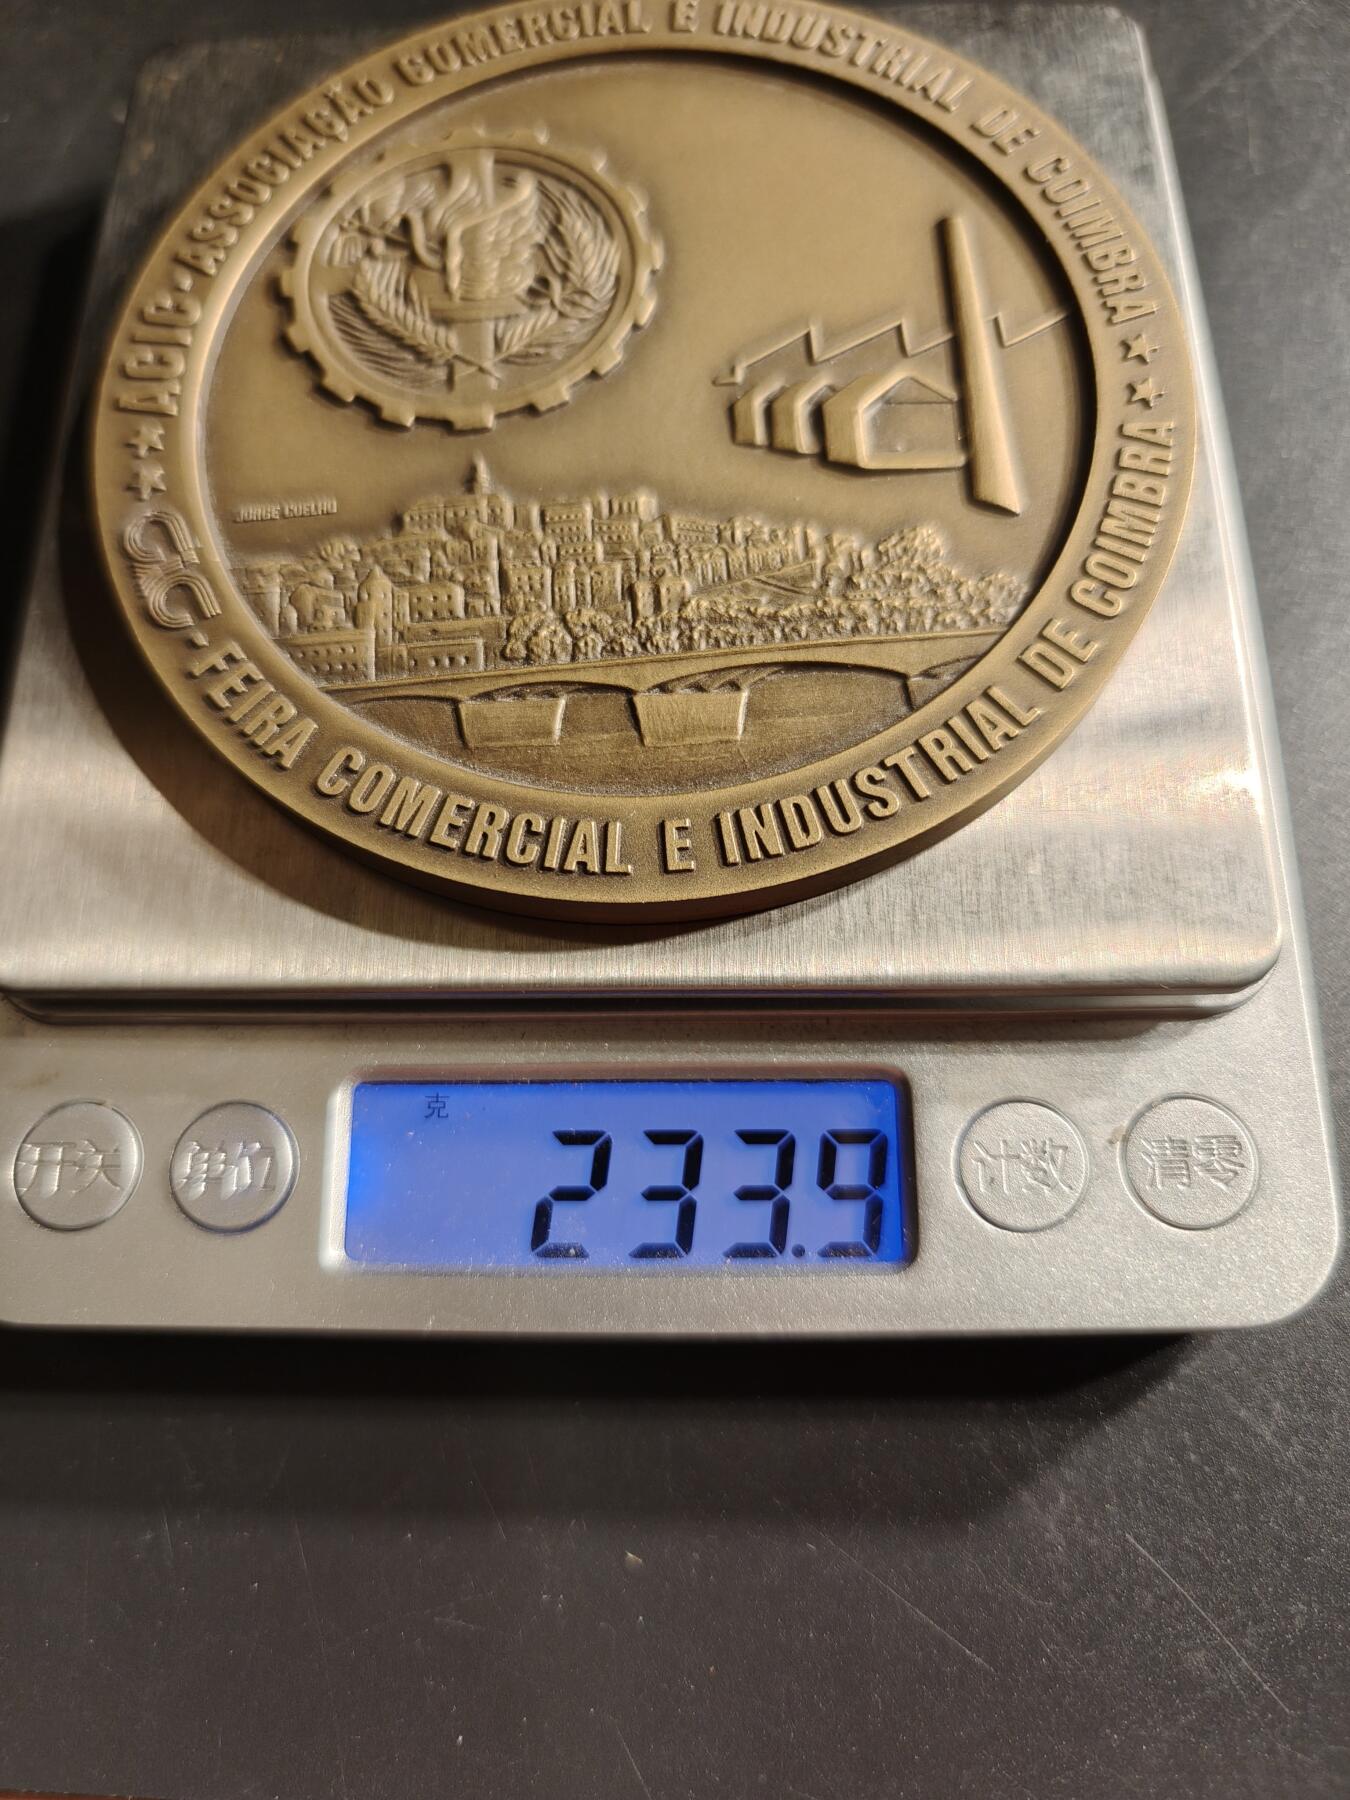 ACIC - ASSOCIAÇÃO COMERCIAL E INDUSTRIAL DE COIMBRA
JORGE COELHO
CIC - FEIRA COMERCIAL E INDUSTRIAL DE COIMBRA
克
233.9
开关
单位
计数
清零